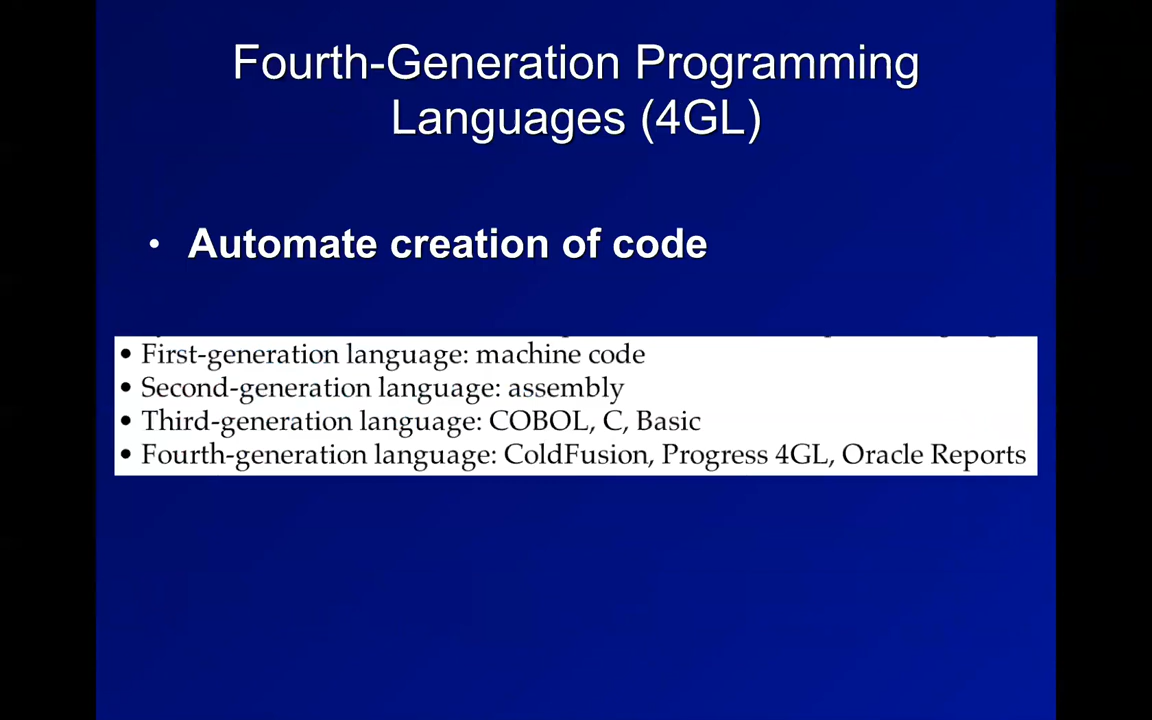 Fourth-Generation Programming
Languages (4GL)
• Automate creation of code
• First-generation language: machine code
• Second-generation language: assembly
• Third-generation language: COBOL, C, Basic
• Fourth-generation language: ColdFusion, Progress 4GL, Oracle Reports